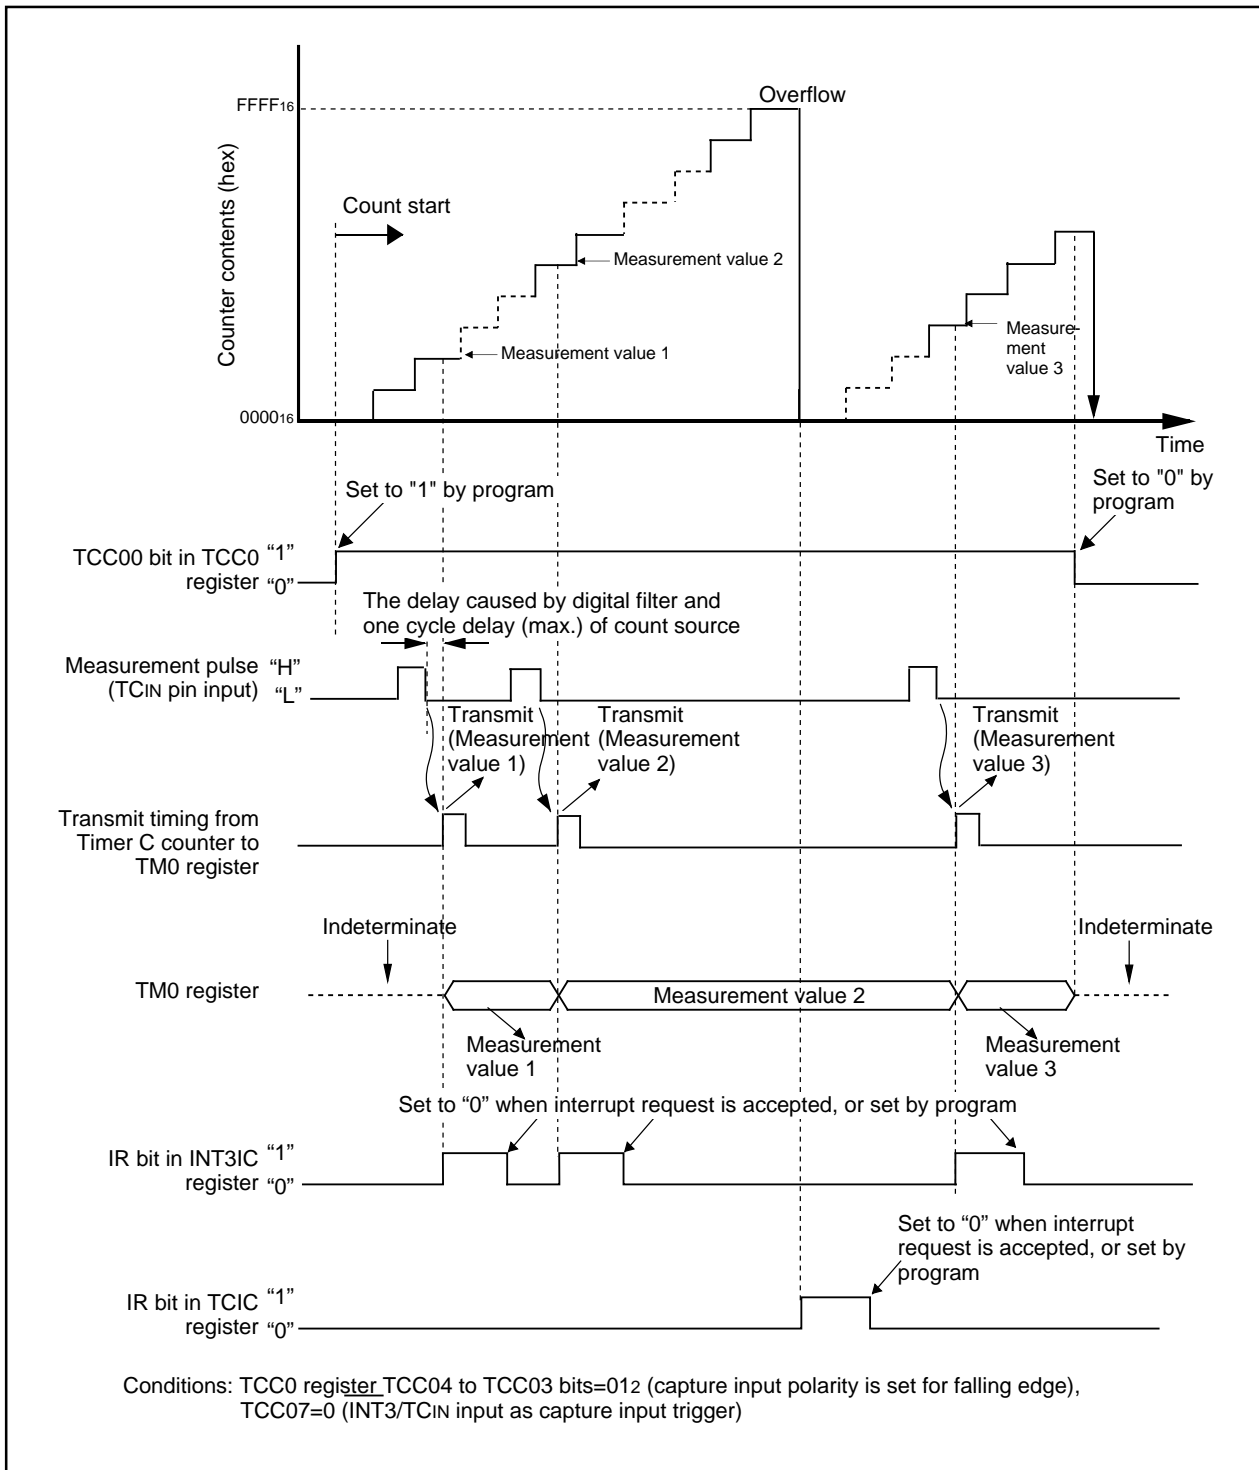 Overflow
FFFF16
Counter contents (hex)
Count start
Measurement value 2
Measurement value 1
Measure-
ment
value 3
000016
Time
Set to "1" by program
Set to "0" by
program
TCC00 bit in TCC0 “1”
register “0”
The delay caused by digital filter and
one cycle delay (max.) of count source
Measurement pulse “H”
(TCIN pin input) “L”
Transmit
(Measurement
value 1)
Transmit
(Measurement
value 2)
Transmit
(Measurement
value 3)
Transmit timing from
Timer C counter to
TM0 register
Indeterminate
Indeterminate
TM0 register
Measurement value 2
Measurement
value 1
Measurement
value 3
Set to “0” when interrupt request is accepted, or set by program
IR bit in INT3IC “1”
register “0”
Set to “0” when interrupt
request is accepted, or set by
program
IR bit in TCIC “1”
register “0”
Conditions: TCC0 register TCC04 to TCC03 bits=012 (capture input polarity is set for falling edge),
TCC07=0 (INT3/TCIN input as capture input trigger)